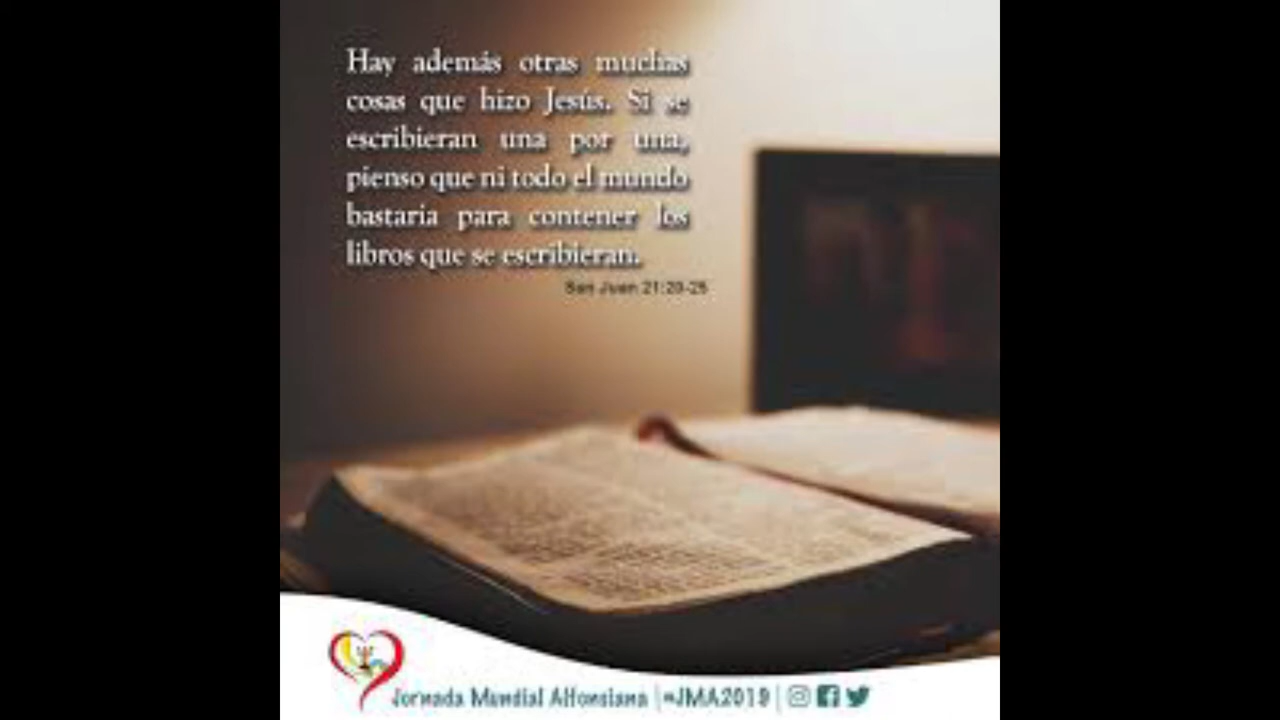 Hay además otras muchas
cosas que hizo Jesús. Si se
escribieran una por una,
pienso que ni todo el mundo
bastaría para contener los
libros que se escribieran.
San Juan 21:20-25
Jornada Mundial Alfonsiana | #JMA2019 |